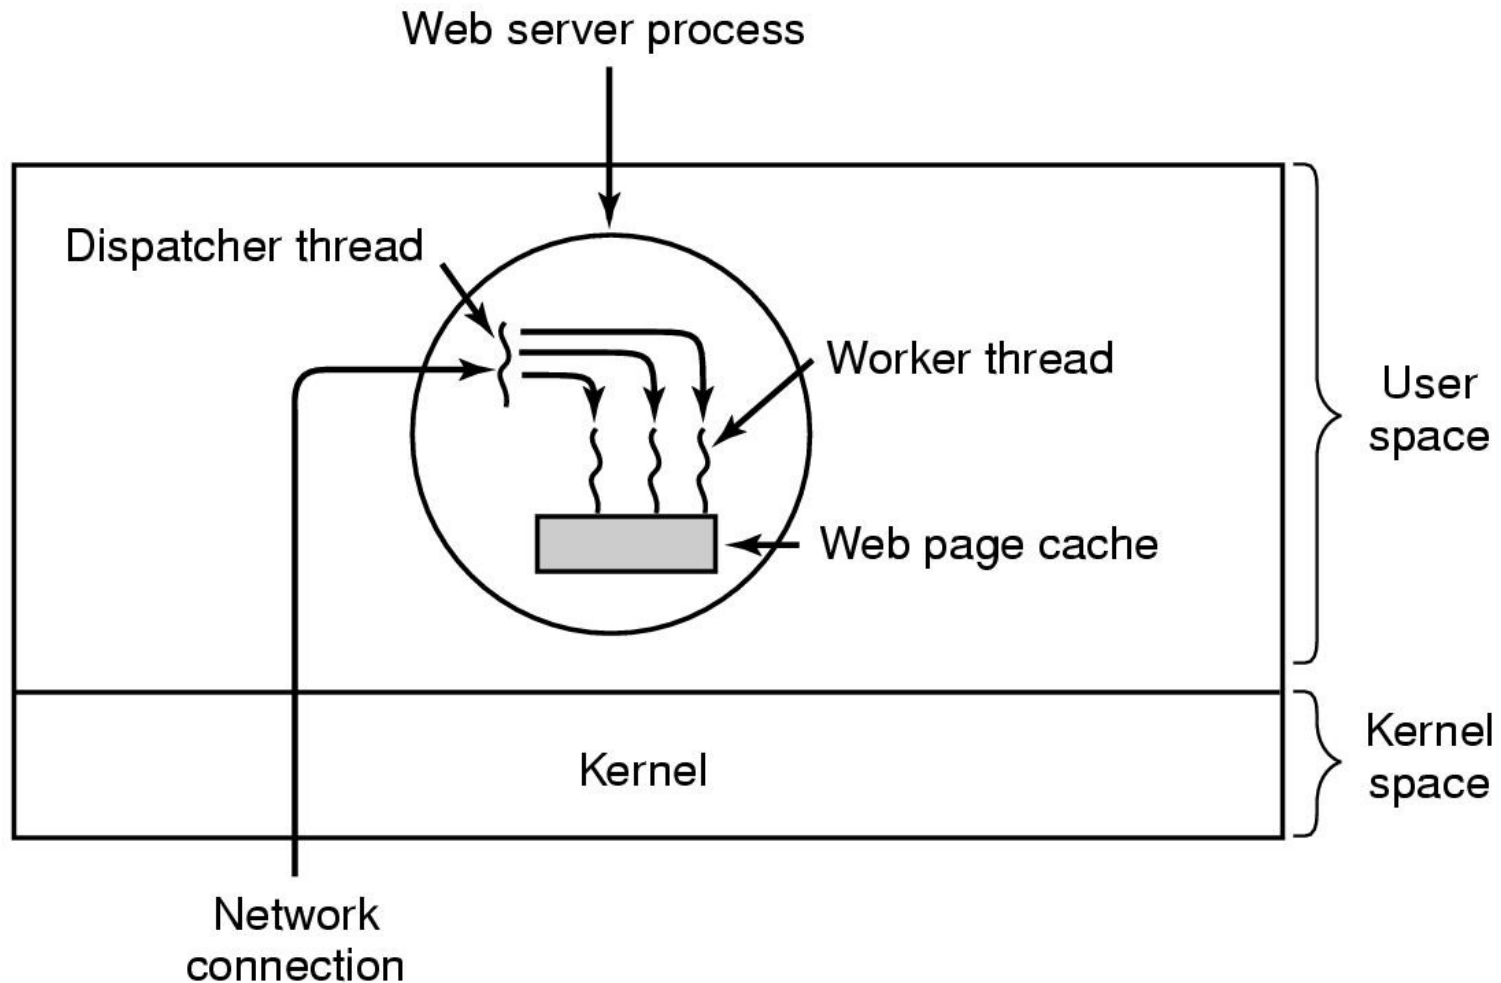 Web server process
Dispatcher thread
Worker thread
User
space
Web page cache
Kernel
Kernel
space
Network
connection